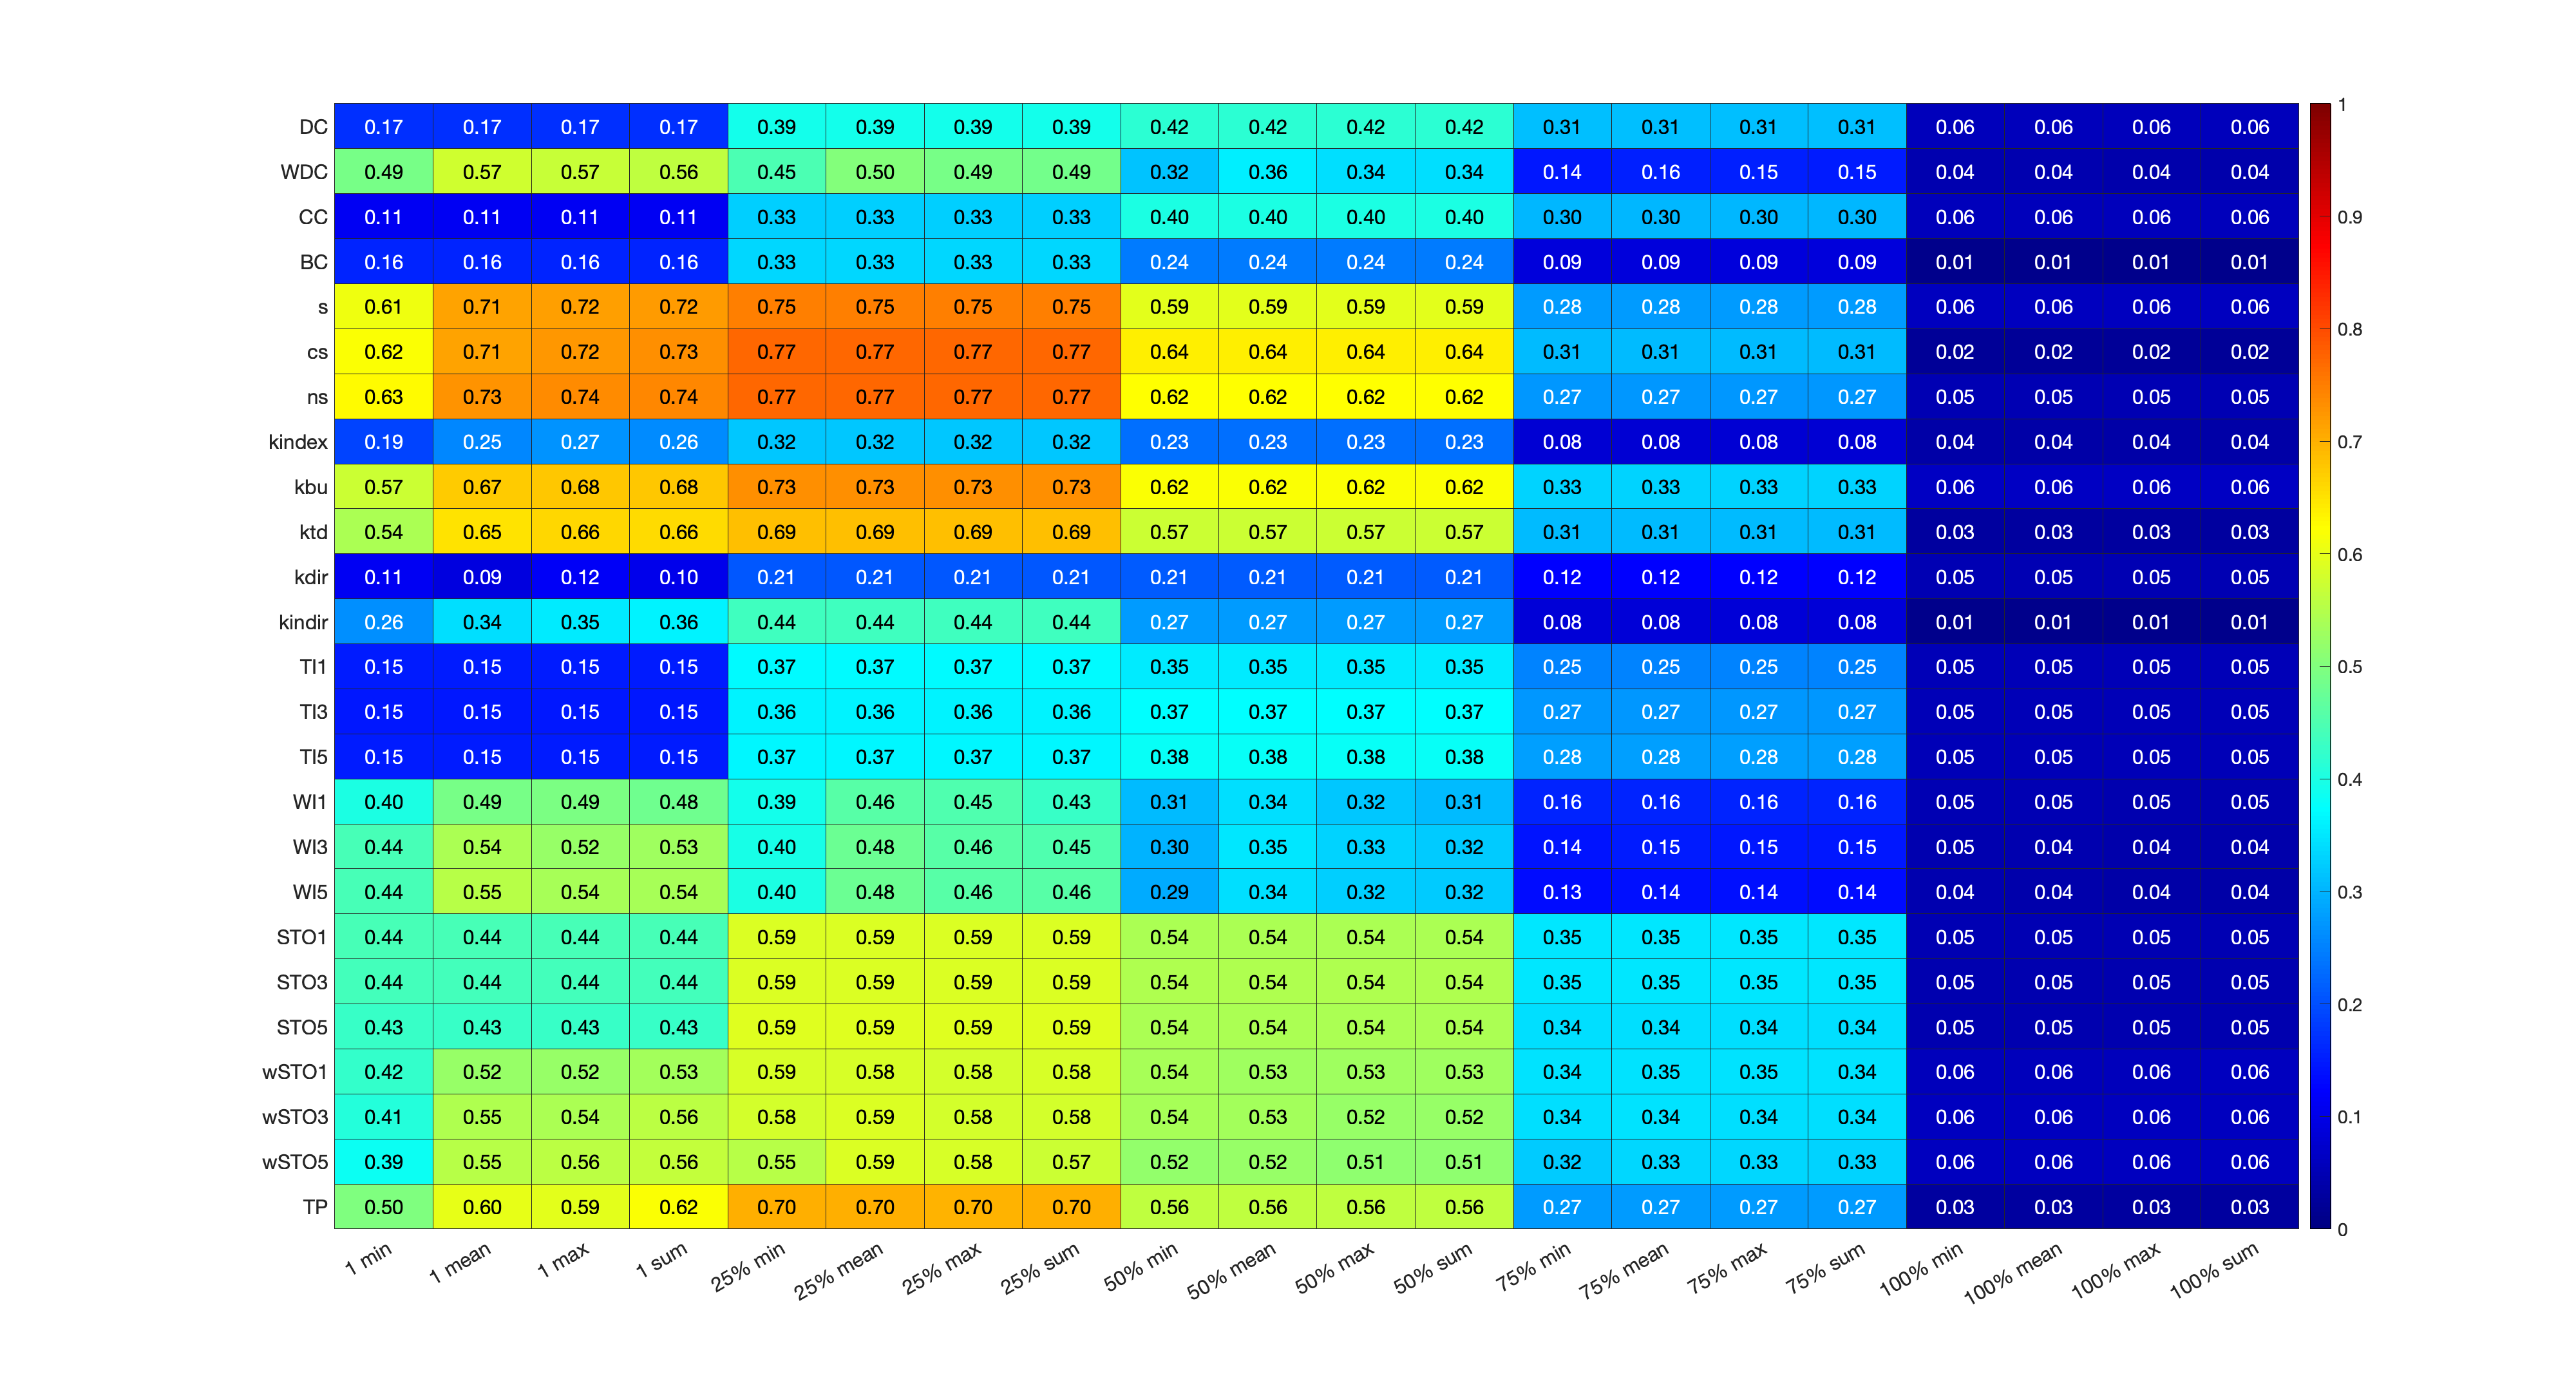 DC 0.17 0.17 0.17 0.17 0.39 0.39 0.39 0.39 0.42 0.42 0.42 0.42 0.31 0.31 0.31 0.31 0.06 0.06 0.06 0.06 1
WDC 0.49 0.57 0.57 0.56 0.45 0.50 0.49 0.49 0.32 0.36 0.34 0.34 0.14 0.16 0.15 0.15 0.04 0.04 0.04 0.04
CC 0.11 0.11 0.11 0.11 0.33 0.33 0.33 0.33 0.40 0.40 0.40 0.40 0.30 0.30 0.30 0.30 0.06 0.06 0.06 0.06 0.9
BC 0.16 0.16 0.16 0.16 0.33 0.33 0.33 0.33 0.24 0.24 0.24 0.24 0.09 0.09 0.09 0.09 0.01 0.01 0.01 0.01
s 0.61 0.71 0.72 0.72 0.75 0.75 0.75 0.75 0.59 0.59 0.59 0.59 0.28 0.28 0.28 0.28 0.06 0.06 0.06 0.06 0.8
cs 0.62 0.71 0.72 0.73 0.77 0.77 0.77 0.77 0.64 0.64 0.64 0.64 0.31 0.31 0.31 0.31 0.02 0.02 0.02 0.02
ns 0.63 0.73 0.74 0.74 0.77 0.77 0.77 0.77 0.62 0.62 0.62 0.62 0.27 0.27 0.27 0.27 0.05 0.05 0.05 0.05
kindex 0.19 0.25 0.27 0.26 0.32 0.32 0.32 0.32 0.23 0.23 0.23 0.23 0.08 0.08 0.08 0.08 0.04 0.04 0.04 0.04 0.7
kbu 0.57 0.67 0.68 0.68 0.73 0.73 0.73 0.73 0.62 0.62 0.62 0.62 0.33 0.33 0.33 0.33 0.06 0.06 0.06 0.06
ktd 0.54 0.65 0.66 0.66 0.69 0.69 0.69 0.69 0.57 0.57 0.57 0.57 0.31 0.31 0.31 0.31 0.03 0.03 0.03 0.03 0.6
kdir 0.11 0.09 0.12 0.10 0.21 0.21 0.21 0.21 0.21 0.21 0.21 0.21 0.12 0.12 0.12 0.12 0.05 0.05 0.05 0.05
kindir 0.26 0.34 0.35 0.36 0.44 0.44 0.44 0.44 0.27 0.27 0.27 0.27 0.08 0.08 0.08 0.08 0.01 0.01 0.01 0.01
TI1 0.15 0.15 0.15 0.15 0.37 0.37 0.37 0.37 0.35 0.35 0.35 0.35 0.25 0.25 0.25 0.25 0.05 0.05 0.05 0.05 0.5
TI3 0.15 0.15 0.15 0.15 0.36 0.36 0.36 0.36 0.37 0.37 0.37 0.37 0.27 0.27 0.27 0.27 0.05 0.05 0.05 0.05
TI5 0.15 0.15 0.15 0.15 0.37 0.37 0.37 0.37 0.38 0.38 0.38 0.38 0.28 0.28 0.28 0.28 0.05 0.05 0.05 0.05 0.4
WI1 0.40 0.49 0.49 0.48 0.39 0.46 0.45 0.43 0.31 0.34 0.32 0.31 0.16 0.16 0.16 0.16 0.05 0.05 0.05 0.05
WI3 0.44 0.54 0.52 0.53 0.40 0.48 0.46 0.45 0.30 0.35 0.33 0.32 0.14 0.15 0.15 0.15 0.05 0.04 0.04 0.04
WI5 0.44 0.55 0.54 0.54 0.40 0.48 0.46 0.46 0.29 0.34 0.32 0.32 0.13 0.14 0.14 0.14 0.04 0.04 0.04 0.04 0.3
STO1 0.44 0.44 0.44 0.44 0.59 0.59 0.59 0.59 0.54 0.54 0.54 0.54 0.35 0.35 0.35 0.35 0.05 0.05 0.05 0.05
STO3 0.44 0.44 0.44 0.44 0.59 0.59 0.59 0.59 0.54 0.54 0.54 0.54 0.35 0.35 0.35 0.35 0.05 0.05 0.05 0.05 0.2
STO5 0.43 0.43 0.43 0.43 0.59 0.59 0.59 0.59 0.54 0.54 0.54 0.54 0.34 0.34 0.34 0.34 0.05 0.05 0.05 0.05
wSTO1 0.42 0.52 0.52 0.53 0.59 0.58 0.58 0.58 0.54 0.53 0.53 0.53 0.34 0.35 0.35 0.34 0.06 0.06 0.06 0.06
wSTO3 0.41 0.55 0.54 0.56 0.58 0.59 0.58 0.58 0.54 0.53 0.52 0.52 0.34 0.34 0.34 0.34 0.06 0.06 0.06 0.06 0.1
wSTO5 0.39 0.55 0.56 0.56 0.55 0.59 0.58 0.57 0.52 0.52 0.51 0.51 0.32 0.33 0.33 0.33 0.06 0.06 0.06 0.06
TP 0.50 0.60 0.59 0.62 0.70 0.70 0.70 0.70 0.56 0.56 0.56 0.56 0.27 0.27 0.27 0.27 0.03 0.03 0.03 0.03 0
1 min 1 mean 1 max 1 sum 25% min 25% mean 25% max 25% sum 50% min 50% mean 50% max 50% sum 75% min 75% mean 75% max 75% sum 100% min 100% mean 100% max 100% sum